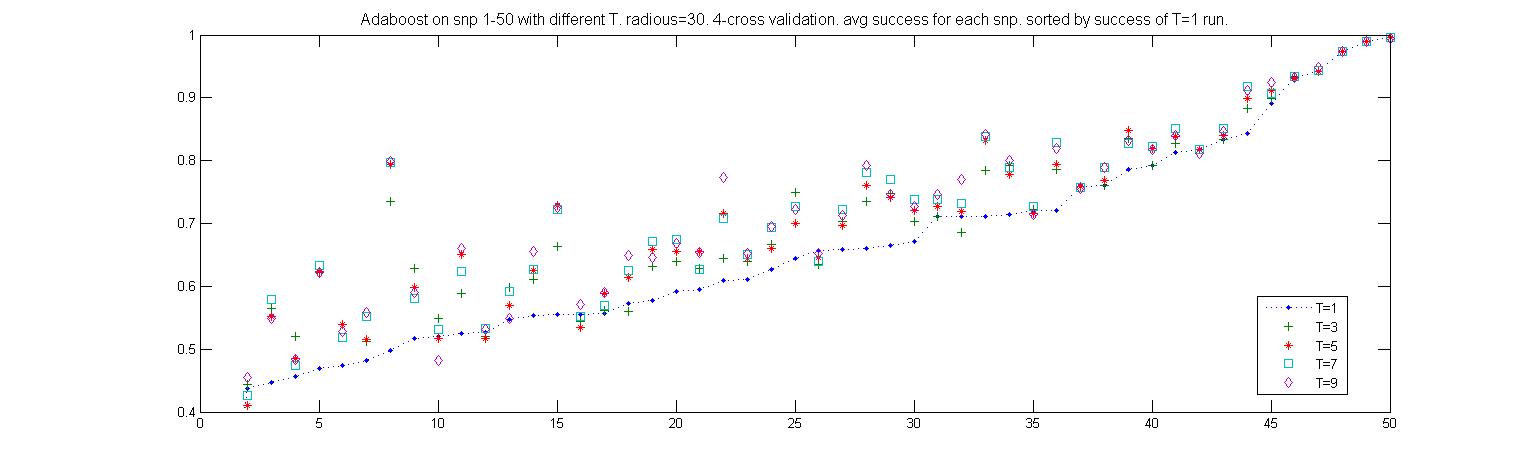 Adaboost on snp 1-50 with different T. radious=30. 4-cross validation. avg success for each snp. sorted by success of T=1 run.
1
0.9
0.8
0.7
0.6
0.5
0.4
T=1
T=3
T=5
T=7
T=9
0 5 10 15 20 25 30 35 40 45 50